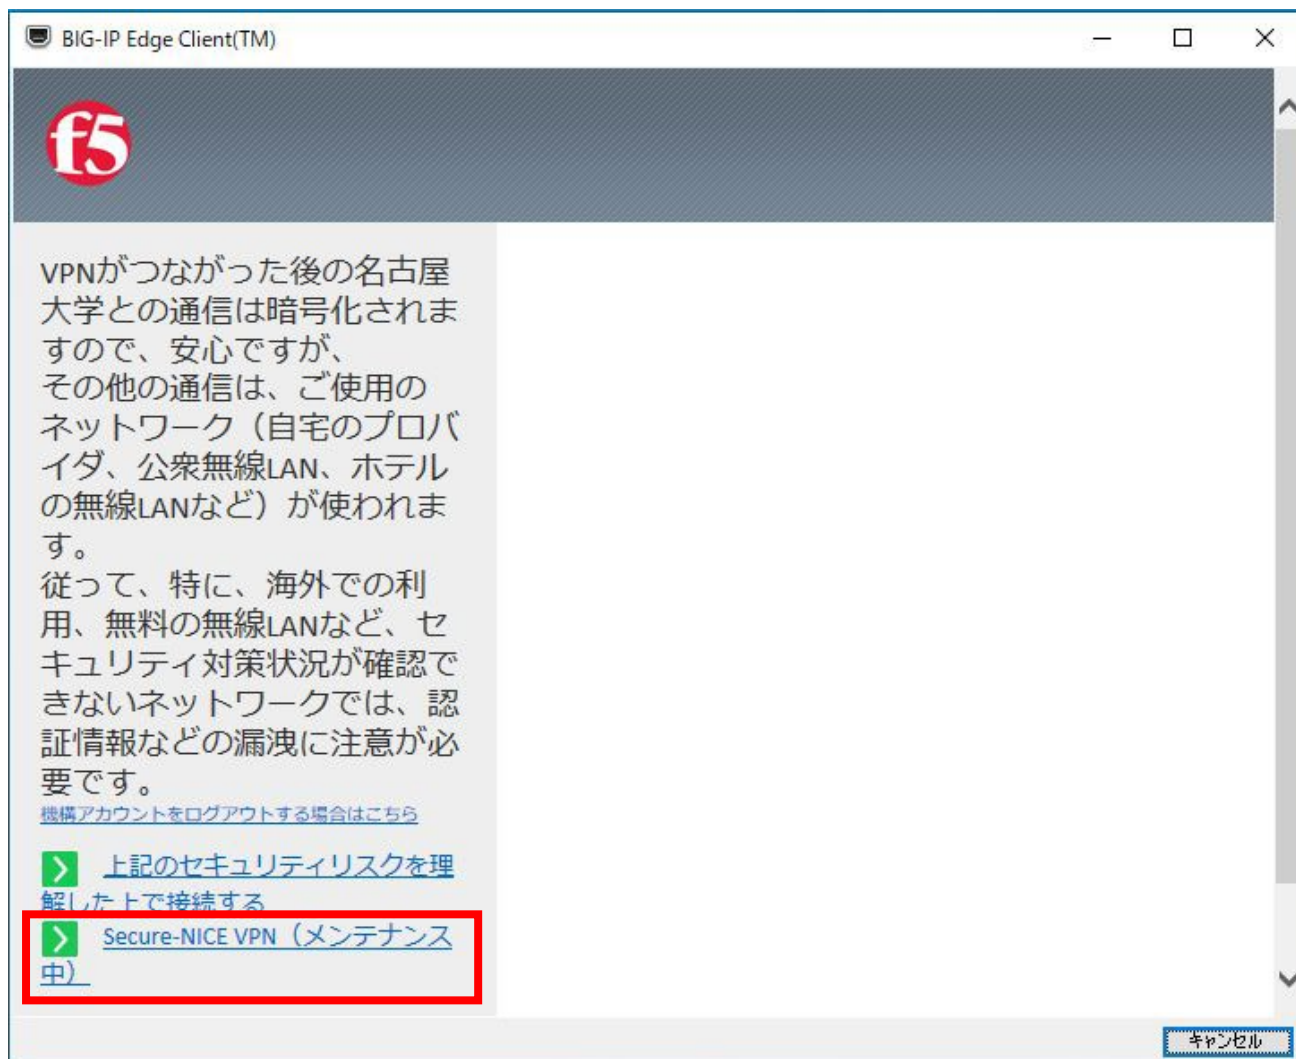 BIG-IP Edge Client(TM)
f5
VPNがつながった後の名古屋
大学との通信は暗号化されま
すので、安心ですが、
その他の通信は、ご使用の
ネットワーク（自宅のプロバ
イダ、公衆無線LAN、ホテル
の無線LANなど）が使われま
す。
従って、特に、海外での利
用、無料の無線LANなど、セ
キュリティ対策状況が確認で
きないネットワークでは、認
証情報などの漏洩に注意が必
要です。
機構アカウントをログアウトする場合はこちら
上記のセキュリティリスクを理
解した上で接続する
Secure-NICE VPN（メンテナンス
中）
キャンセル